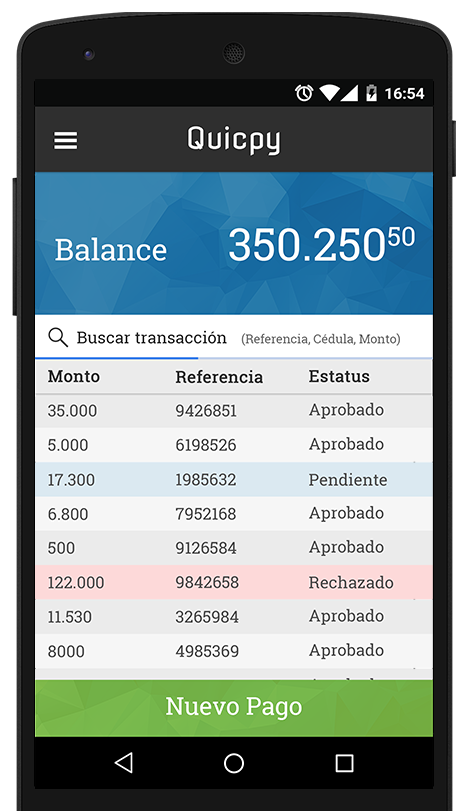 16:54
Quicpy
Balance 350.250⁵⁰
Buscar transacción (Referencia, Cédula, Monto)
Monto Referencia Estatus
35.000 9426851 Aprobado
5.000 6198526 Aprobado
17.300 1985632 Pendiente
6.800 7952168 Aprobado
500 9126584 Aprobado
122.000 9842658 Rechazado
11.530 3265984 Aprobado
8000 4985369 Aprobado
Nuevo Pago